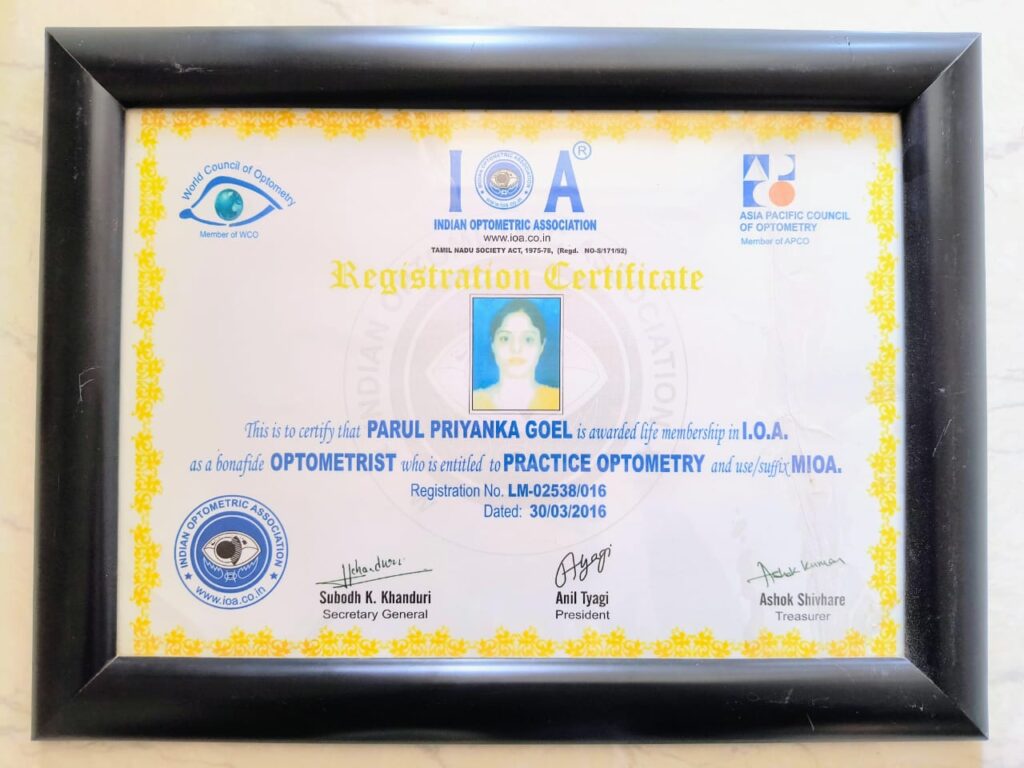 World Council of Optometry
Member of WCO
IOA®
INDIAN OPTOMETRIC ASSOCIATION
www.ioa.co.in
TAMIL NADU SOCIETY ACT, 1975-78, (Regd. NO-S/171/92)
APCO
ASIA PACIFIC COUNCIL
OF OPTOMETRY
Member of APCO
Registration Certificate
This is to certify that PARUL PRIYANKA GOEL is awarded life membership in I.O.A.
as a bonafide OPTOMETRIST who is entitled to PRACTICE OPTOMETRY and use/suffix MIOA.
Registration No. LM-02538/016
Dated: 30/03/2016
INDIAN OPTOMETRIC ASSOCIATION
www.ioa.co.in
Subodh K. Khanduri
Secretary General
ATyagi
Anil Tyagi
President
Ashok Kumar
Ashok Shivhare
Treasurer